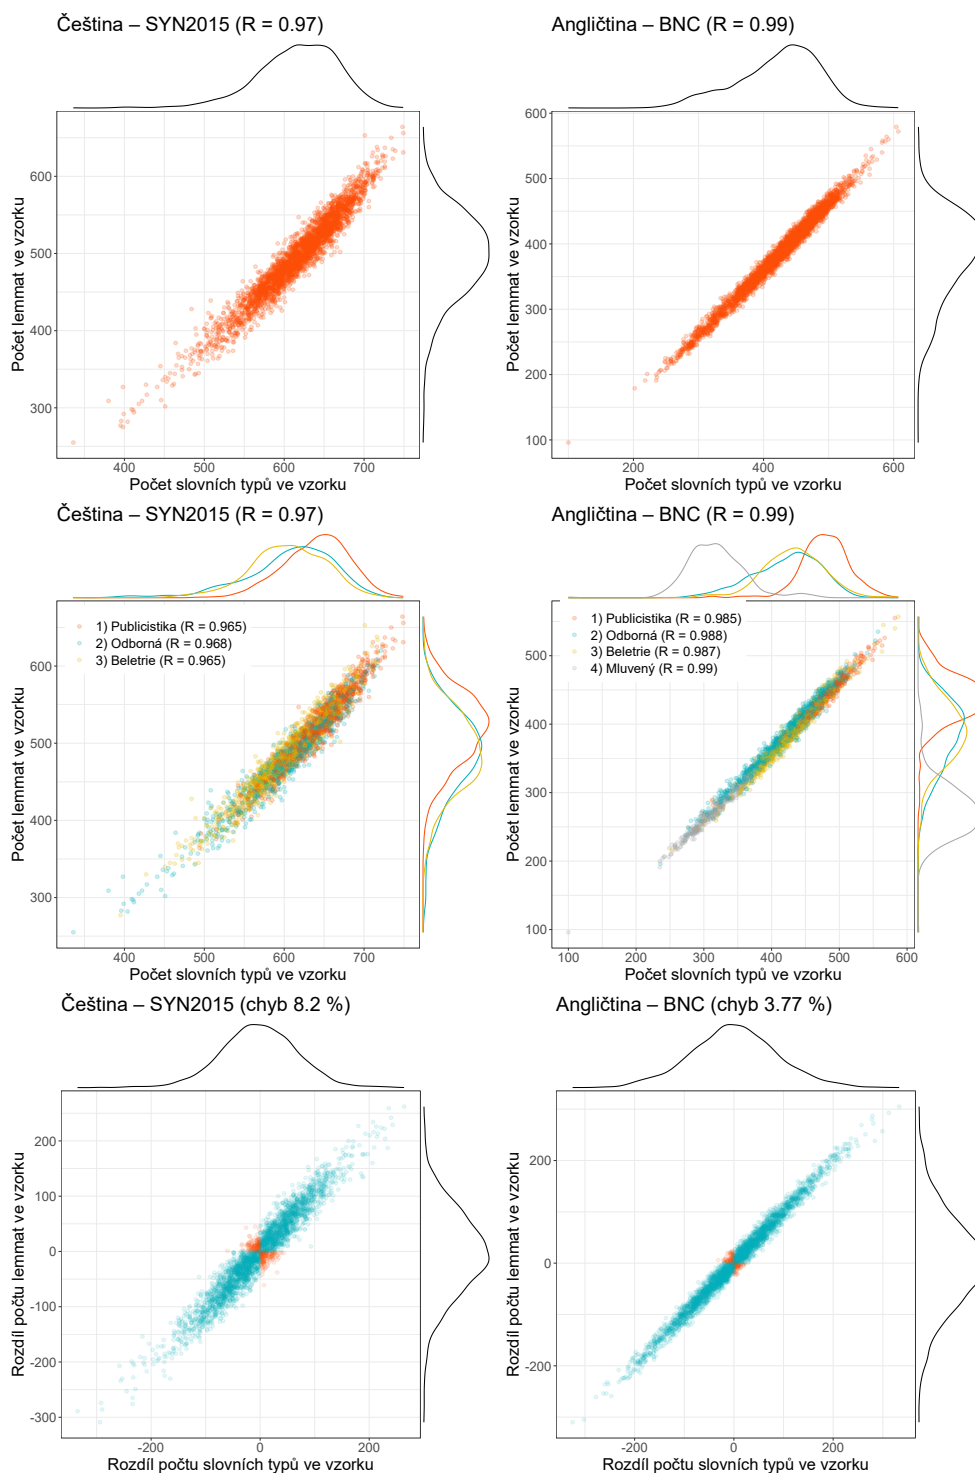 Čeština – SYN2015 (R = 0.97)
Počet lemmat ve vzorku
600
500
400
300
400 500 600 700
Počet slovních typů ve vzorku
Angličtina – BNC (R = 0.99)
Počet lemmat ve vzorku
600
500
400
300
200
100
200 400 600
Počet slovních typů ve vzorku
Čeština – SYN2015 (R = 0.97)
1) Publicistika (R = 0.965)
2) Odborná (R = 0.968)
3) Beletrie (R = 0.965)
Počet lemmat ve vzorku
600
500
400
300
400 500 600 700
Počet slovních typů ve vzorku
Angličtina – BNC (R = 0.99)
1) Publicistika (R = 0.985)
2) Odborná (R = 0.988)
3) Beletrie (R = 0.987)
4) Mluvený (R = 0.99)
Počet lemmat ve vzorku
500
400
300
200
100
100 200 300 400 500 600
Počet slovních typů ve vzorku
Čeština – SYN2015 (chyb 8.2 %)
Rozdíl počtu lemmat ve vzorku
200
100
0
-100
-200
-300
-200 0 200
Rozdíl počtu slovních typů ve vzorku
Angličtina – BNC (chyb 3.77 %)
Rozdíl počtu lemmat ve vzorku
200
0
-200
-200 0 200
Rozdíl počtu slovních typů ve vzorku